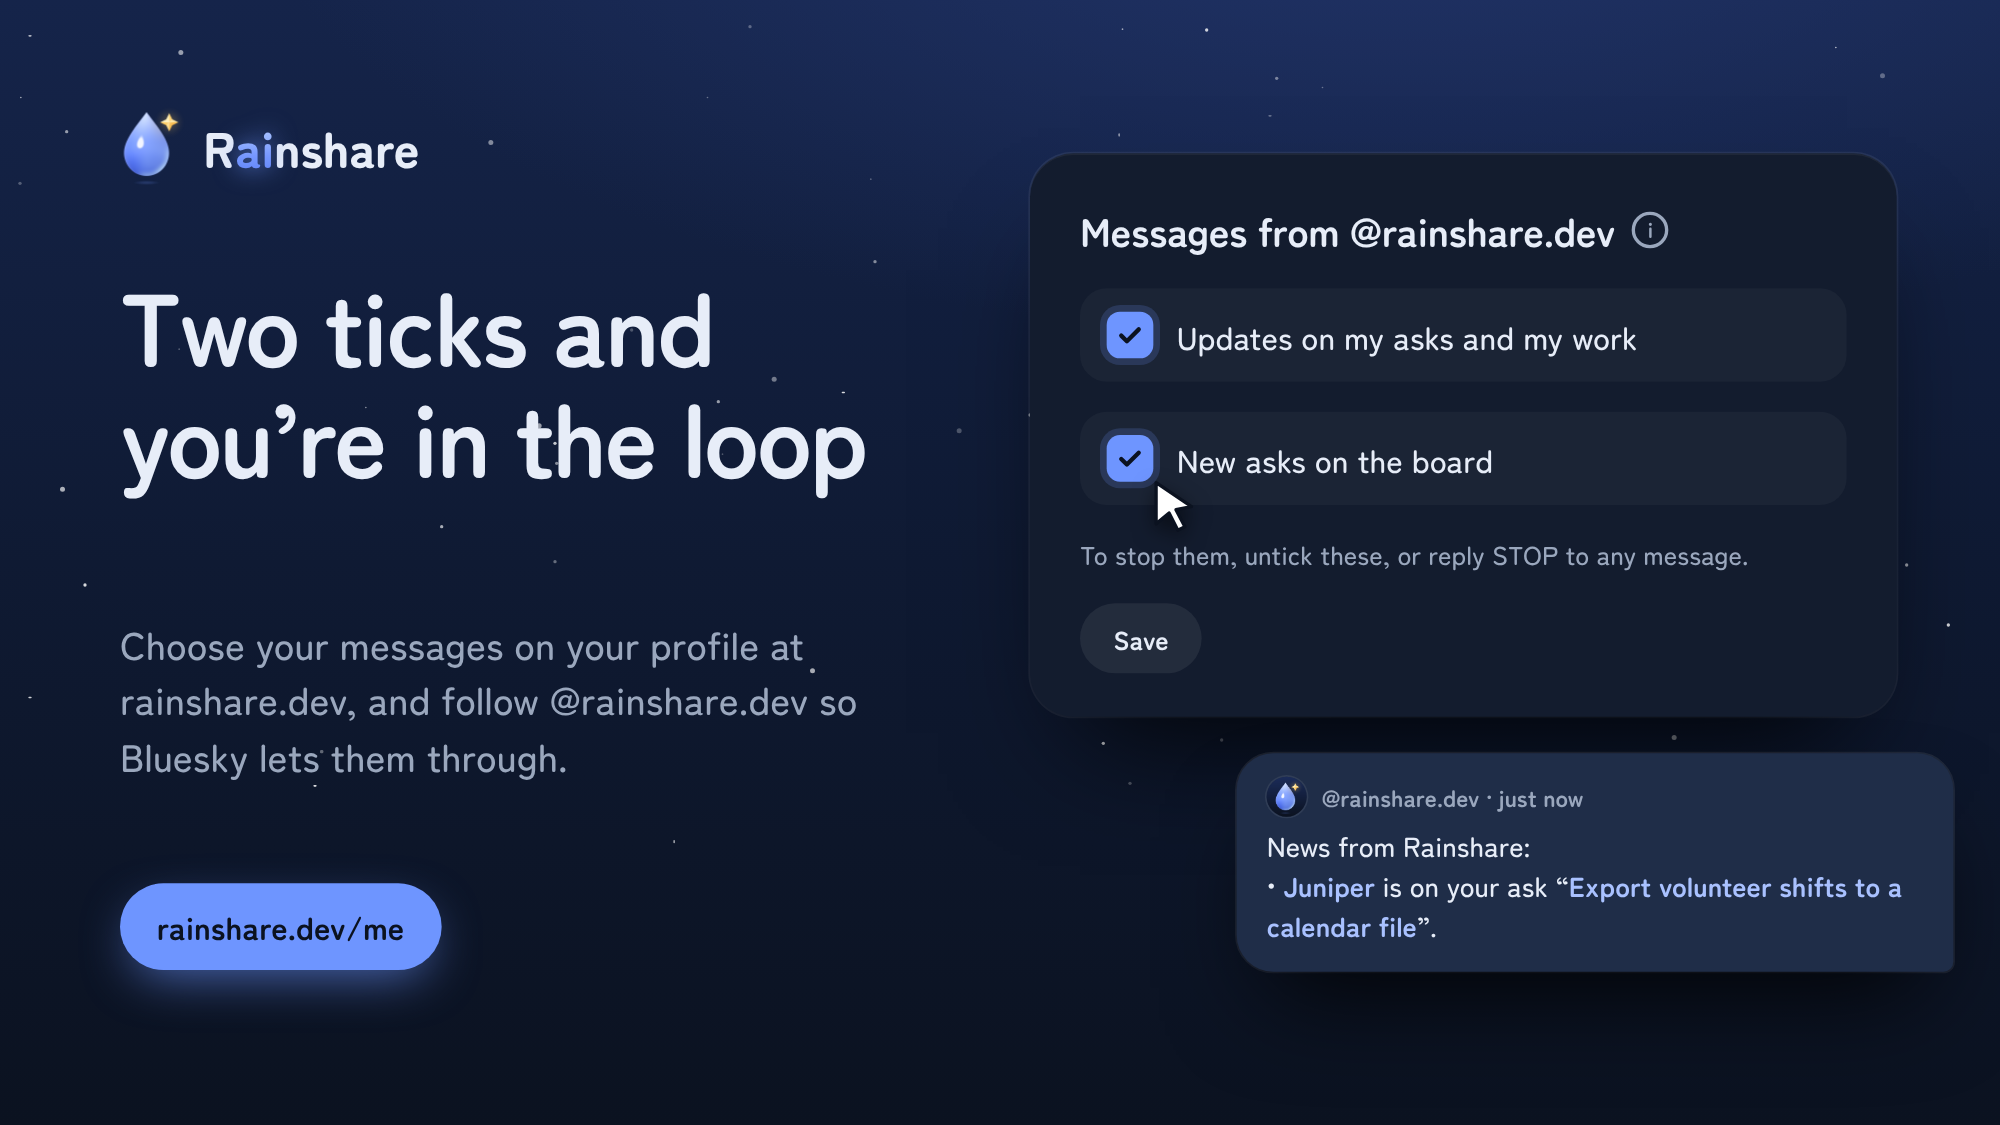 Rainshare
Two ticks and
you’re in the loop
Choose your messages on your profile at
rainshare.dev, and follow @rainshare.dev so
Bluesky lets them through.
rainshare.dev/me
Messages from @rainshare.dev
Updates on my asks and my work
New asks on the board
To stop them, untick these, or reply STOP to any message.
Save
@rainshare.dev · just now
News from Rainshare:
• Juniper is on your ask “Export volunteer shifts to a
calendar file”.